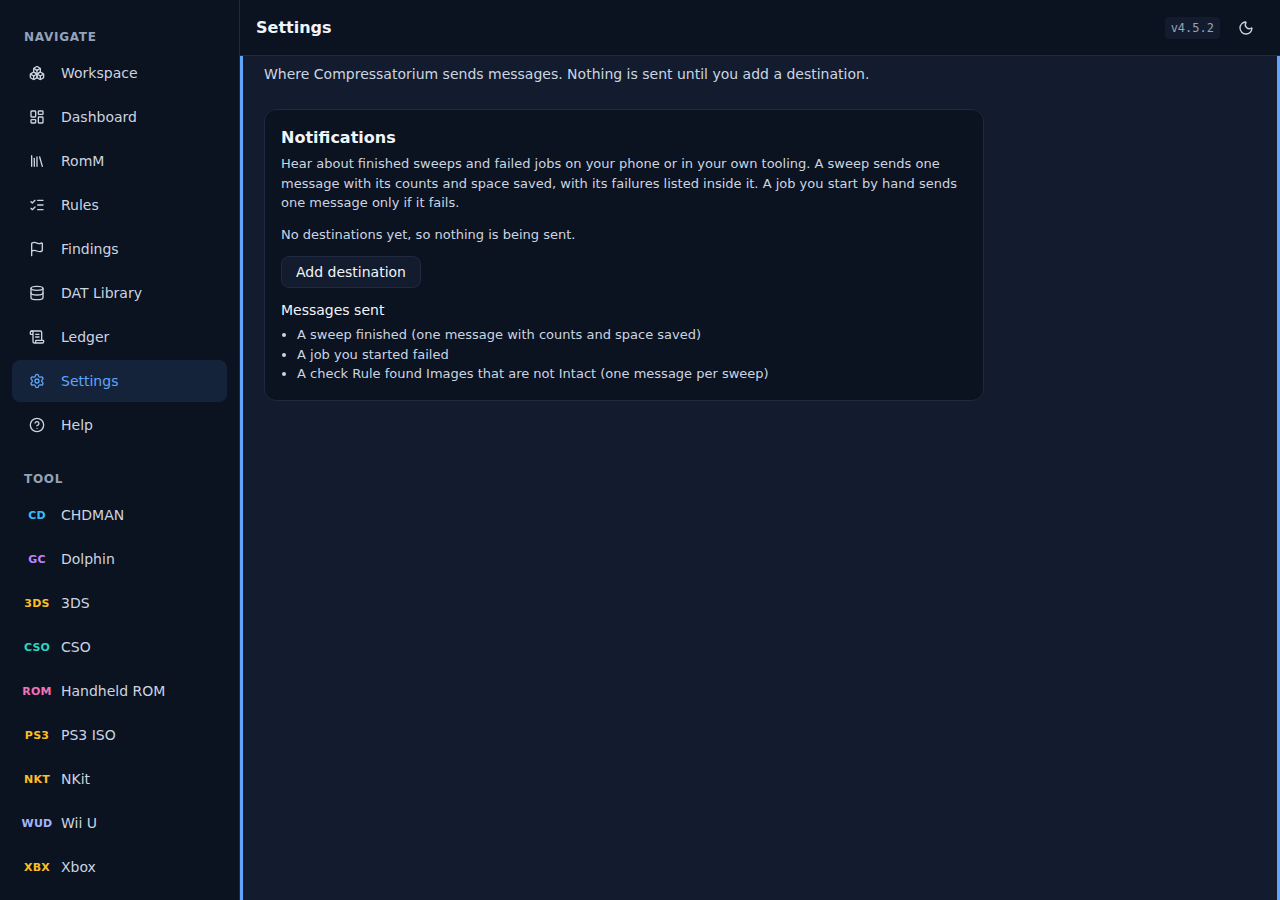 NAVIGATE
Workspace
Dashboard
RomM
Rules
Findings
DAT Library
Ledger
Settings
Help
TOOL
CD CHDMAN
GC Dolphin
3DS 3DS
CSO CSO
ROM Handheld ROM
PS3 PS3 ISO
NKT NKit
WUD Wii U
XBX Xbox
Settings
v4.5.2
Where Compressatorium sends messages. Nothing is sent until you add a destination.
Notifications
Hear about finished sweeps and failed jobs on your phone or in your own tooling. A sweep sends one
message with its counts and space saved, with its failures listed inside it. A job you start by hand sends
one message only if it fails.
No destinations yet, so nothing is being sent.
Add destination
Messages sent
• A sweep finished (one message with counts and space saved)
• A job you started failed
• A check Rule found Images that are not Intact (one message per sweep)